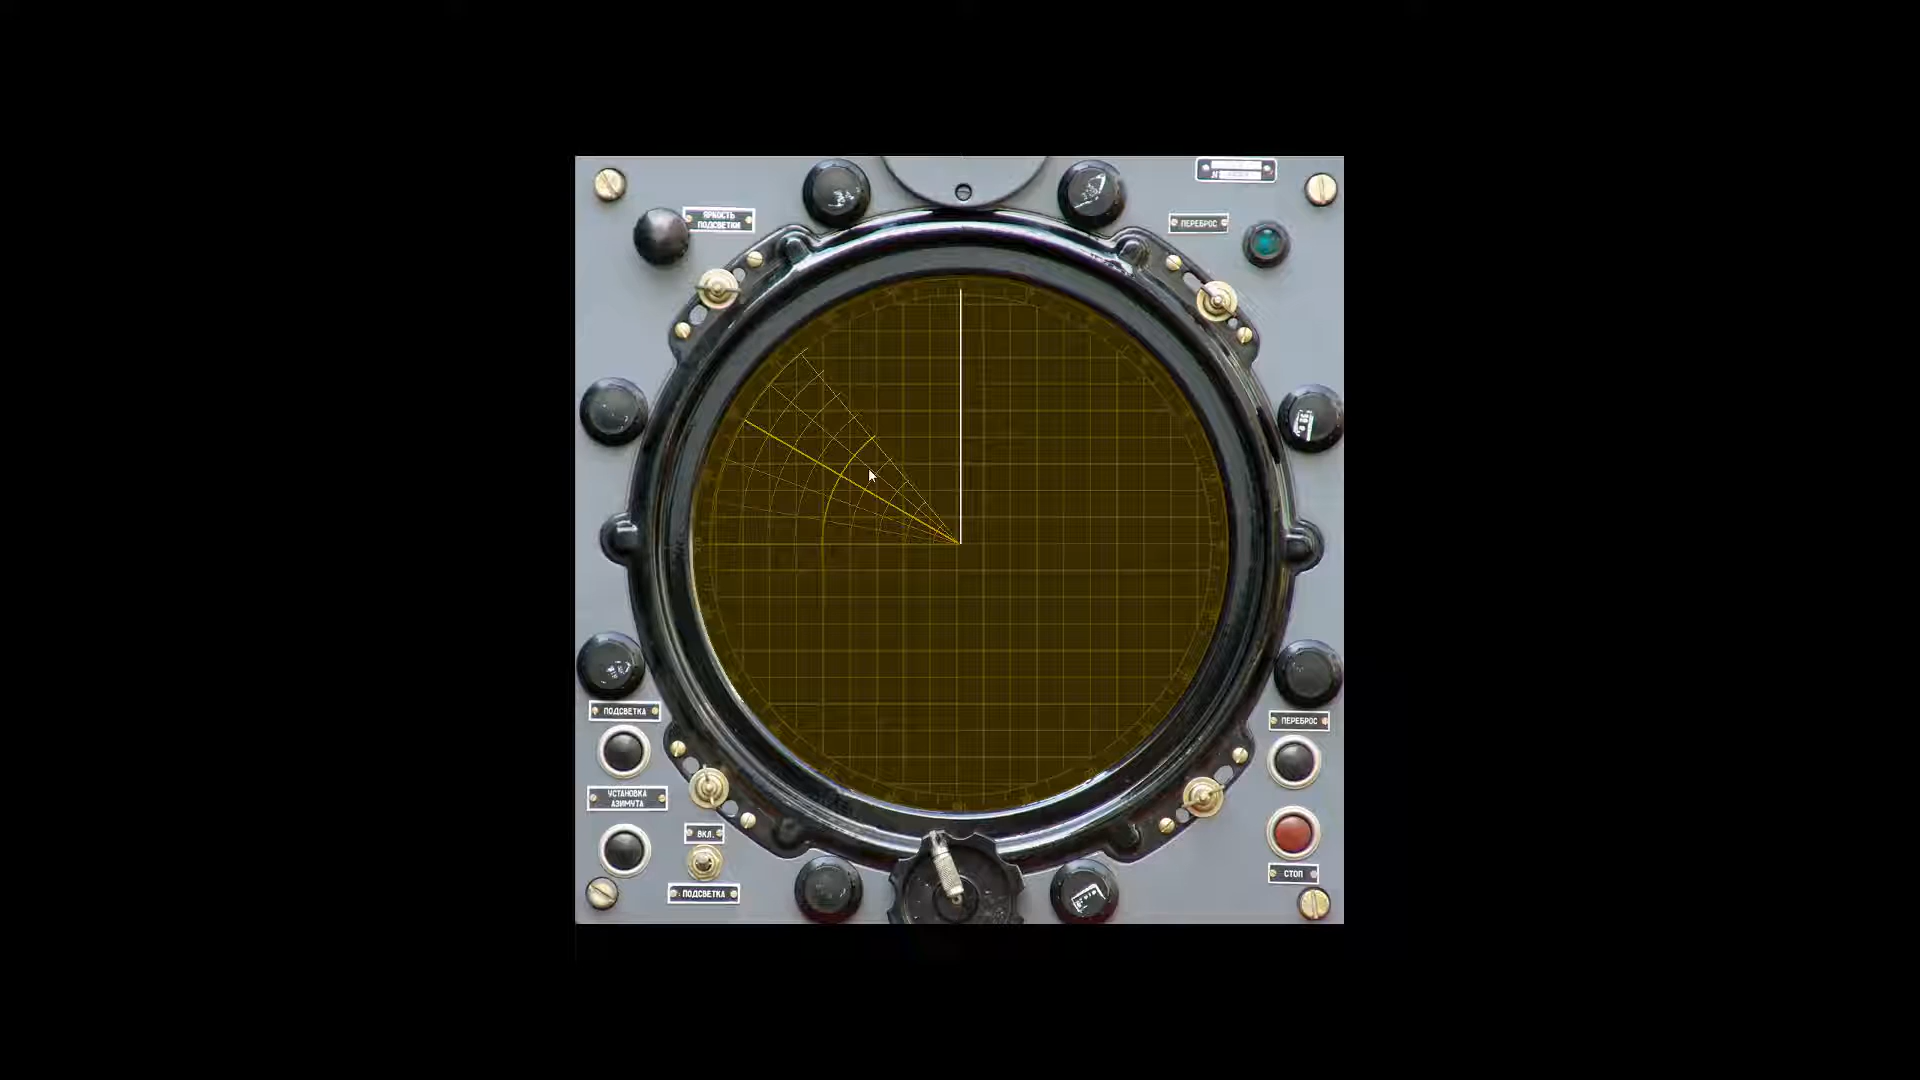 ЯРКОСТЬ
ПОДСВЕТКИ
ПЕРЕБРОС
ПОДСВЕТКА
УСТАНОВКА
АЗИМУТА
ВКЛ.
ПОДСВЕТКА
ПЕРЕБРОС
СТОП